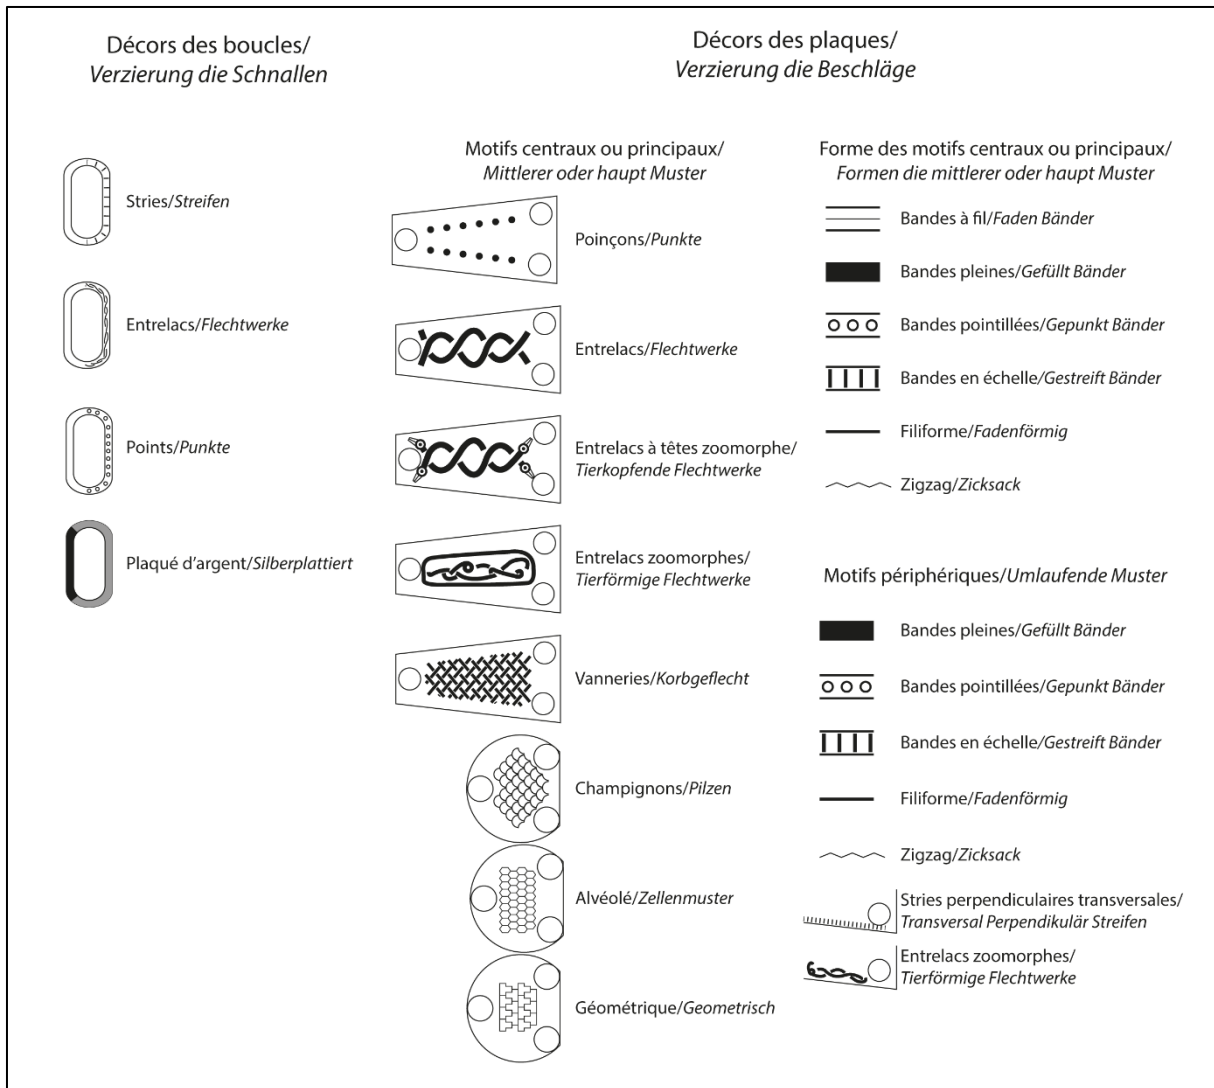 Décors des boucles/
Verzierung die Schnallen
Stries/Streifen
Entrelacs/Flechtwerke
Points/Punkte
Plaqué d'argent/Silberplattiert
Décors des plaques/
Verzierung die Beschläge
Motifs centraux ou principaux/
Mittlerer oder haupt Muster
Poinçons/Punkte
Entrelacs/Flechtwerke
Entrelacs à têtes zoomorphe/
Tierkopfende Flechtwerke
Entrelacs zoomorphes/
Tierförmige Flechtwerke
Vanneries/Korbgeflecht
Champignons/Pilzen
Alvéolé/Zellenmuster
Géométrique/Geometrisch
Forme des motifs centraux ou principaux/
Formen die mittlerer oder haupt Muster
Bandes à fil/Faden Bänder
Bandes pleines/Gefüllt Bänder
Bandes pointillées/Gepunkt Bänder
Bandes en échelle/Gestreift Bänder
Filiforme/Fadenförmig
Zigzag/Zicksack
Motifs périphériques/Umlaufende Muster
Bandes pleines/Gefüllt Bänder
Bandes pointillées/Gepunkt Bänder
Bandes en échelle/Gestreift Bänder
Filiforme/Fadenförmig
Zigzag/Zicksack
Stries perpendiculaires transversales/
Transversal Perpendikulär Streifen
Entrelacs zoomorphes/
Tierförmige Flechtwerke